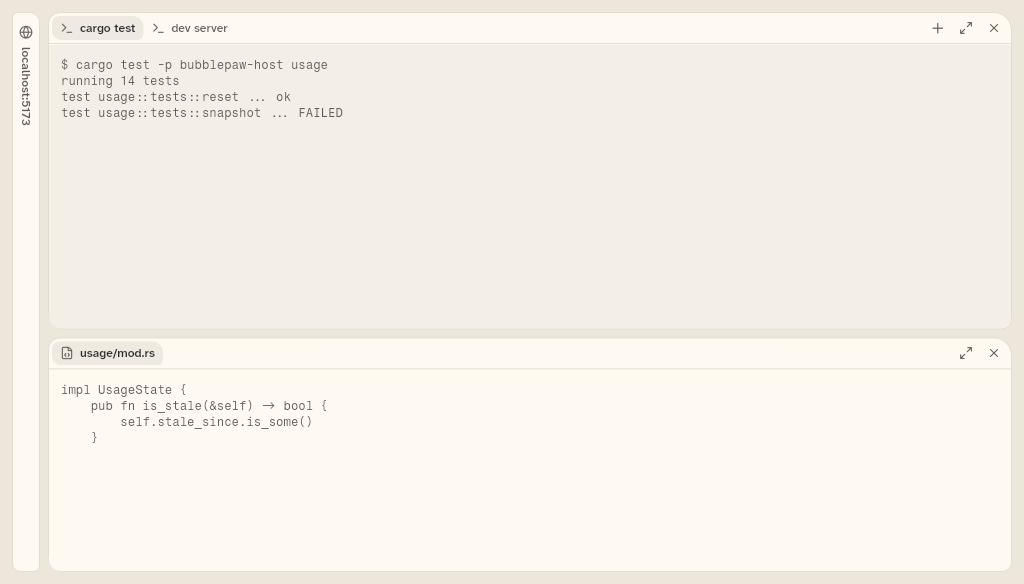 localhost:5173
cargo test
dev server
$ cargo test -p bubblepaw-host usage
running 14 tests
test usage::tests::reset ... ok
test usage::tests::snapshot ... FAILED
usage/mod.rs
impl UsageState {
    pub fn is_stale(&self) -> bool {
        self.stale_since.is_some()
    }